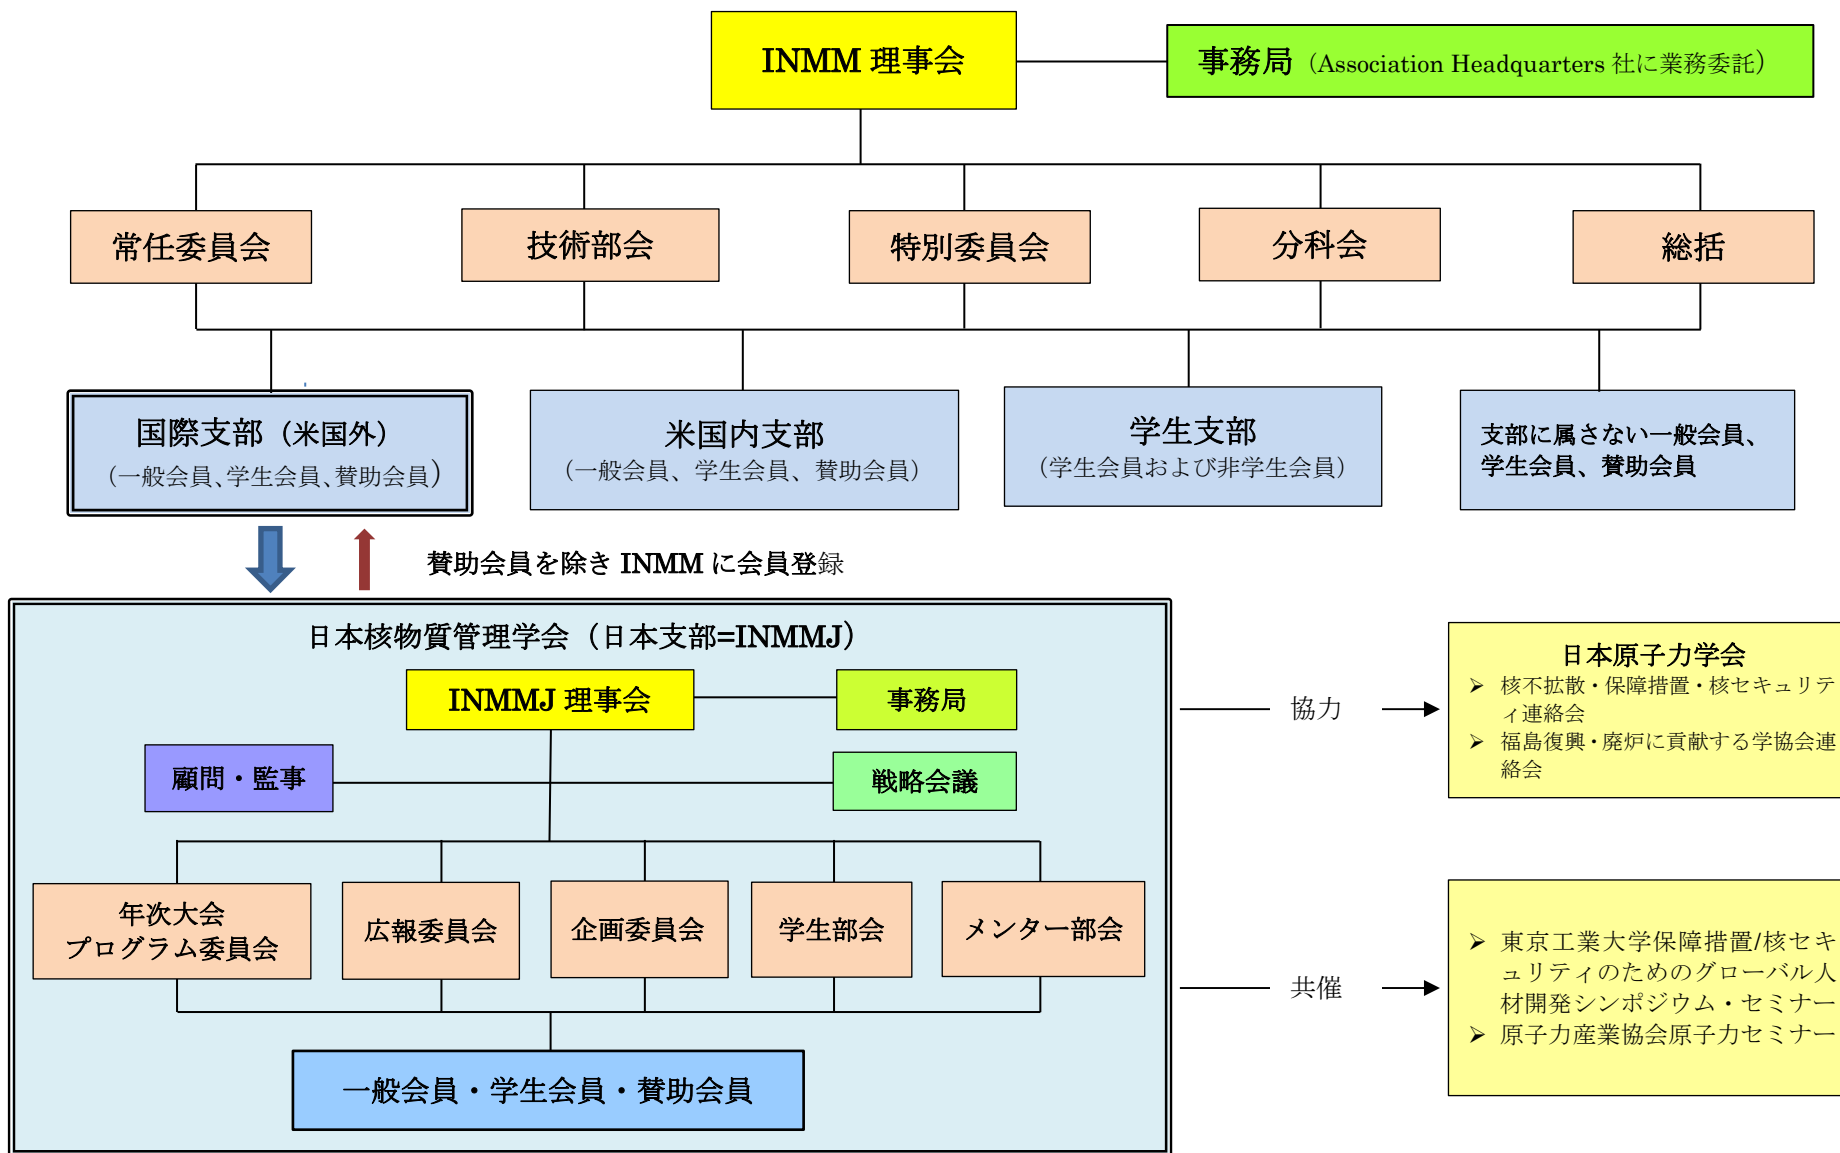 INMM 理事会
事務局（Association Headquarters 社に業務委託）
常任委員会
技術部会
特別委員会
分科会
総括
国際支部（米国外）
（一般会員、学生会員、賛助会員）
米国内支部
（一般会員、学生会員、賛助会員）
学生支部
（学生会員および非学生会員）
支部に属さない一般会員、
学生会員、賛助会員
賛助会員を除き INMM に会員登録
日本核物質管理学会（日本支部=INMMJ）
INMMJ 理事会
事務局
顧問・監事
戦略会議
年次大会
プログラム委員会
広報委員会
企画委員会
学生部会
メンター部会
一般会員・学生会員・賛助会員
協力
日本原子力学会
➢ 核不拡散・保障措置・核セキュリテ
ィ連絡会
➢ 福島復興・廃炉に貢献する学協会連
絡会
共催
➢ 東京工業大学保障措置/核セキ
ュリティのためのグローバル人
材開発シンポジウム・セミナー
➢ 原子力産業協会原子力セミナー